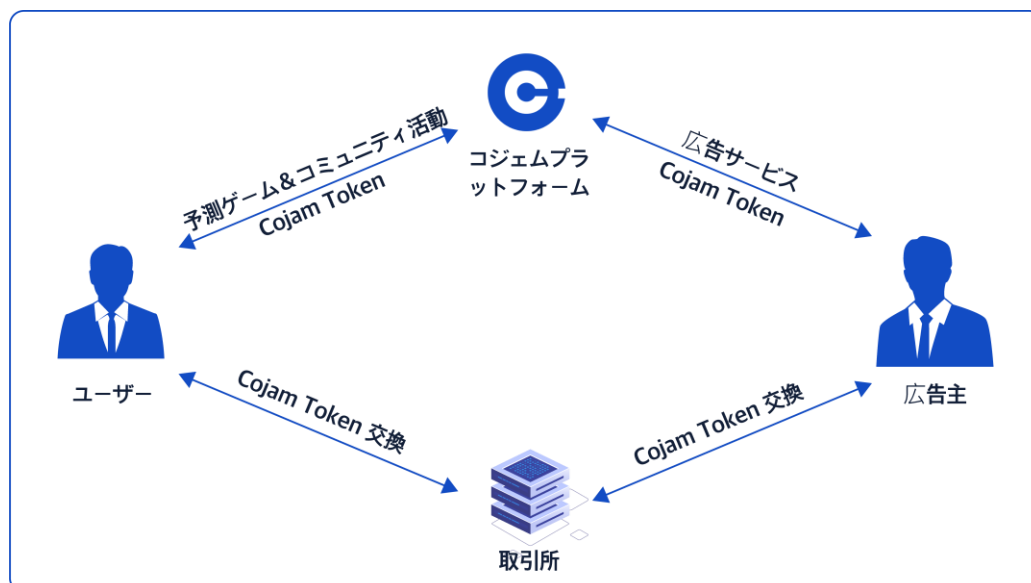 コジェムプラ
ットフォーム
予測ゲーム&コミュニティ活動
Cojam Token
広告サービス
Cojam Token
ユーザー
広告主
Cojam Token 交換
Cojam Token 交換
取引所